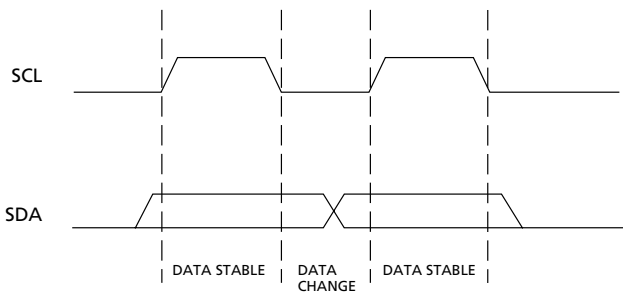 SCL
SDA
DATA STABLE
DATA
CHANGE
DATA STABLE